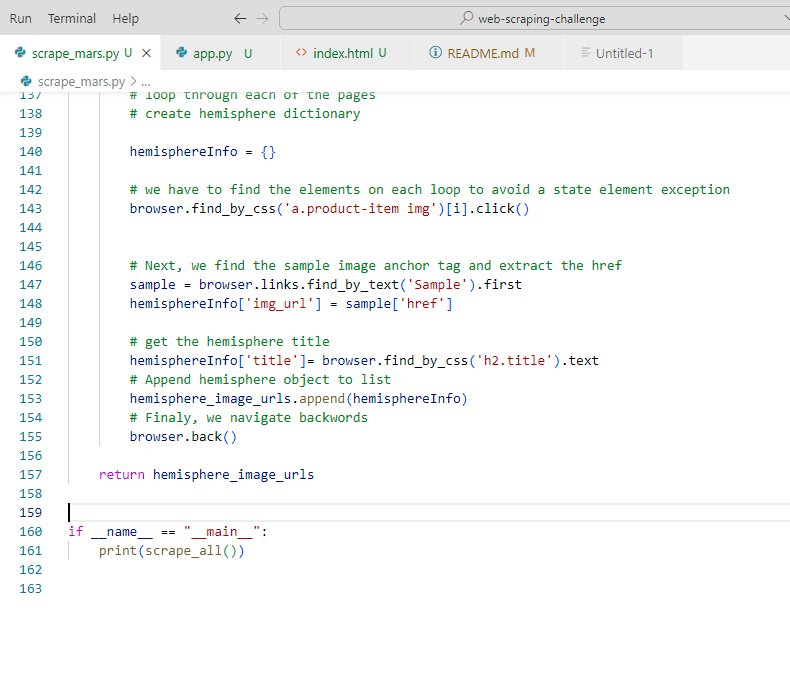 Run Terminal Help ← → web-scraping-challenge
scrape_mars.py U × app.py U <> index.html U README.md M Untitled-1
scrape_mars.py > ...
137 # loop through each of the pages
138 # create hemisphere dictionary
139
140 hemisphereInfo = {}
141
142 # we have to find the elements on each loop to avoid a state element exception
143 browser.find_by_css('a.product-item img')[i].click()
144
145
146 # Next, we find the sample image anchor tag and extract the href
147 sample = browser.links.find_by_text('Sample').first
148 hemisphereInfo['img_url'] = sample['href']
149
150 # get the hemisphere title
151 hemisphereInfo['title']= browser.find_by_css('h2.title').text
152 # Append hemisphere object to list
153 hemisphere_image_urls.append(hemisphereInfo)
154 # Finaly, we navigate backwords
155 browser.back()
156
157 return hemisphere_image_urls
158
159
160 if __name__ == "__main__":
161 print(scrape_all())
162
163